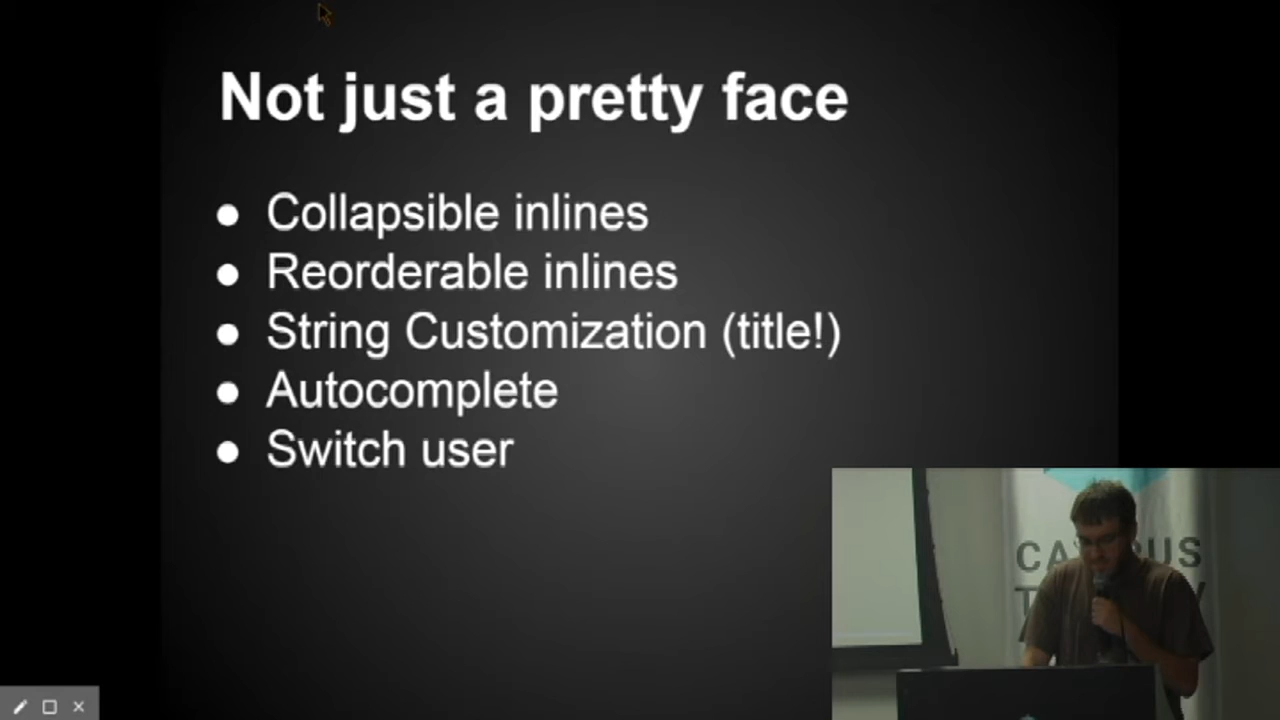 Not just a pretty face
● Collapsible inlines
● Reorderable inlines
● String Customization (title!)
● Autocomplete
● Switch user